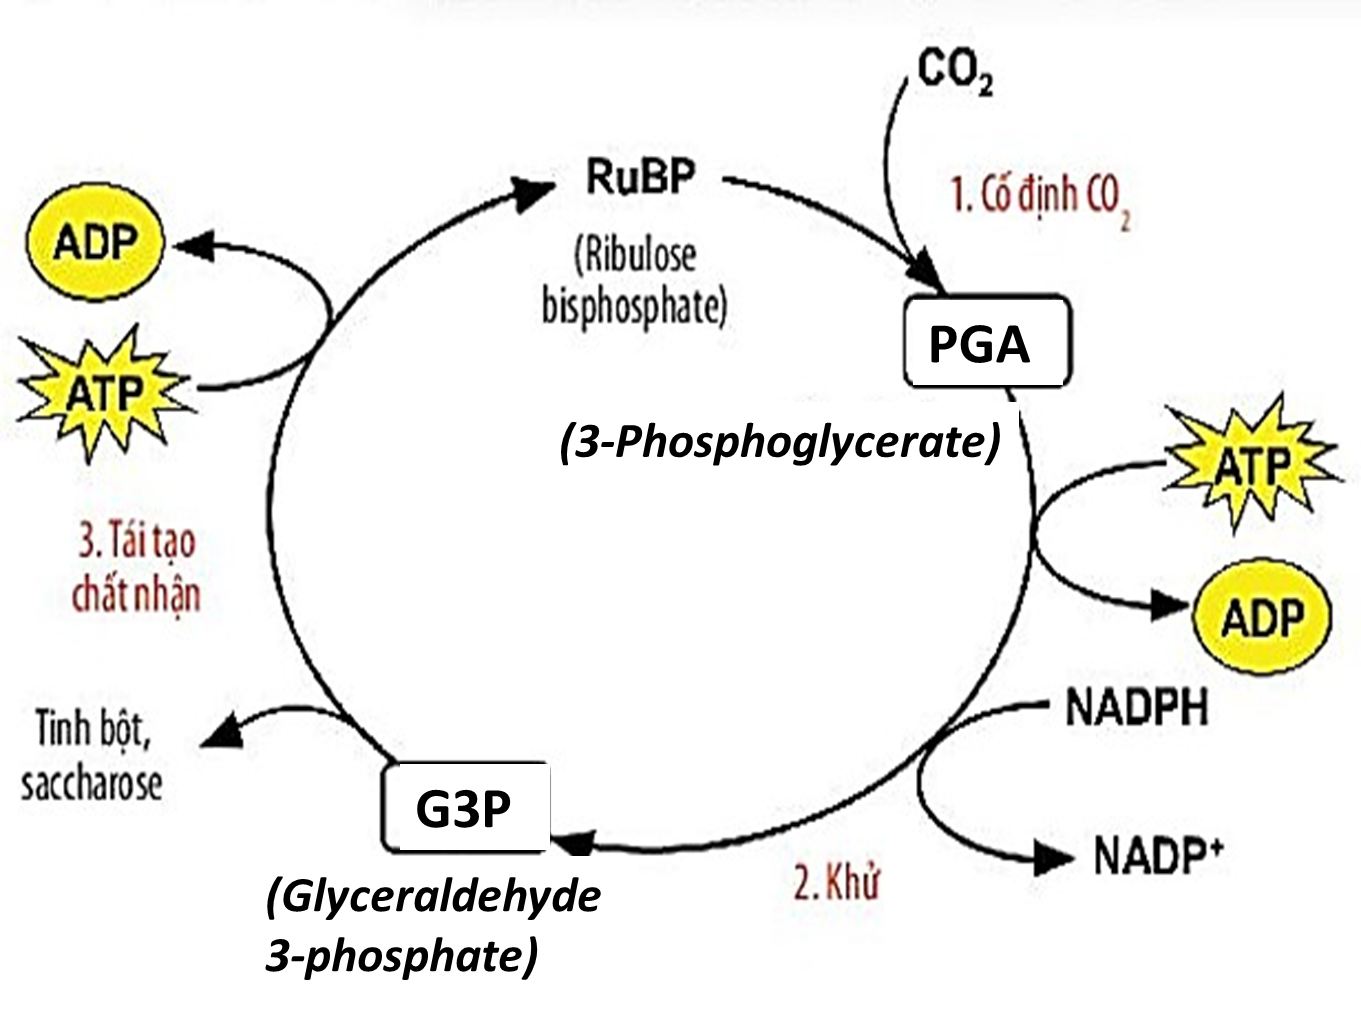 CO₂
1. Cố định CO₂
RuBP
(Ribulose
bisphosphate)
ADP
ATP
PGA
(3-Phosphoglycerate)
ATP
ADP
3. Tái tạo
chất nhận
NADPH
Tinh bột,
saccharose
G3P
(Glyceraldehyde
3-phosphate)
2. Khử
NADP⁺